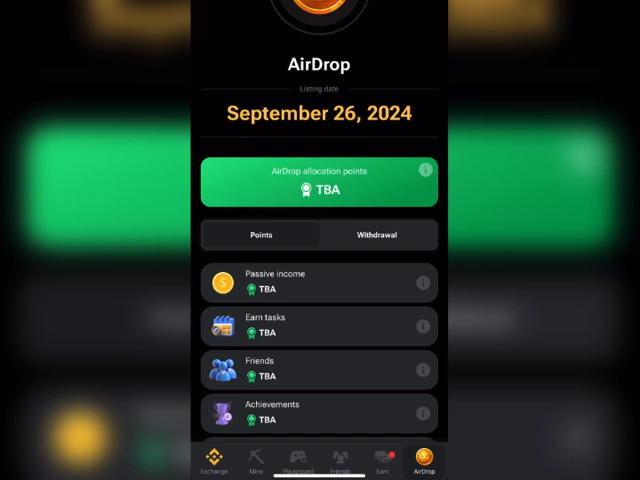 AirDrop
Listing date
September 26, 2024
AirDrop allocation points
TBA
Points
Withdrawal
Passive income
TBA
Earn tasks
TBA
Friends
TBA
Achievements
TBA
Exchange
Mine
Playground
Friends
Earn
AirDrop